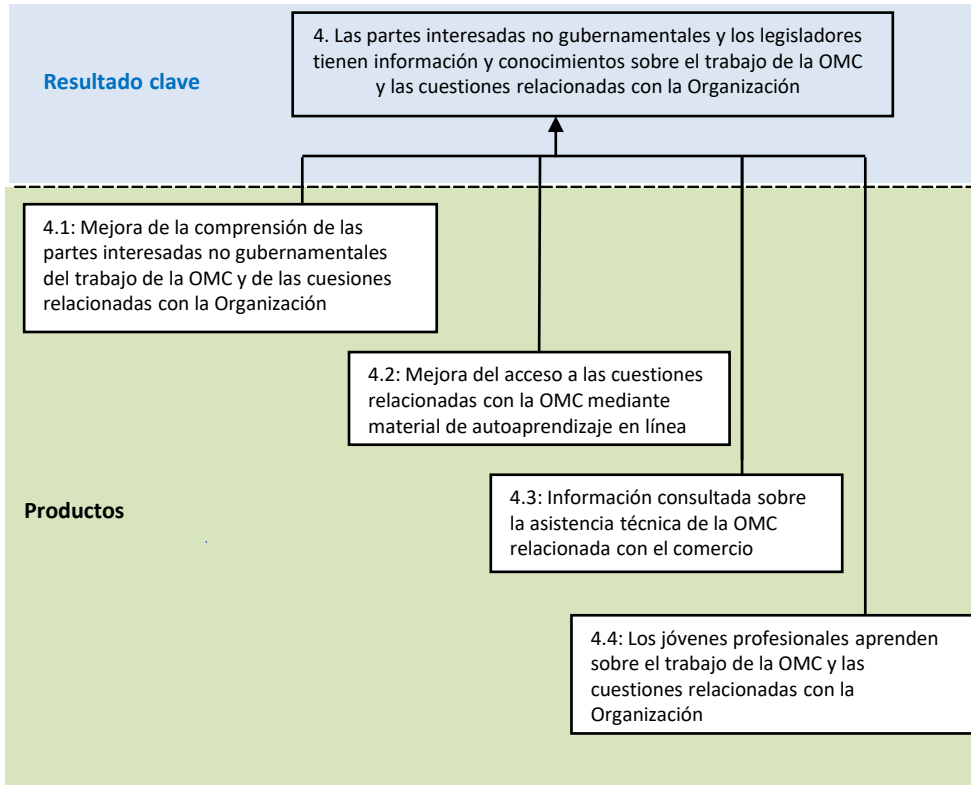 Resultado clave
4. Las partes interesadas no gubernamentales y los legisladores
tienen información y conocimientos sobre el trabajo de la OMC
y las cuestiones relacionadas con la Organización
4.1: Mejora de la comprensión de las
partes interesadas no gubernamentales
del trabajo de la OMC y de las cuesiones
relacionadas con la Organización
4.2: Mejora del acceso a las cuestiones
relacionadas con la OMC mediante
material de autoaprendizaje en línea
Productos
4.3: Información consultada sobre
la asistencia técnica de la OMC
relacionada con el comercio
4.4: Los jóvenes profesionales aprenden
sobre el trabajo de la OMC y las
cuestiones relacionadas con la
Organización